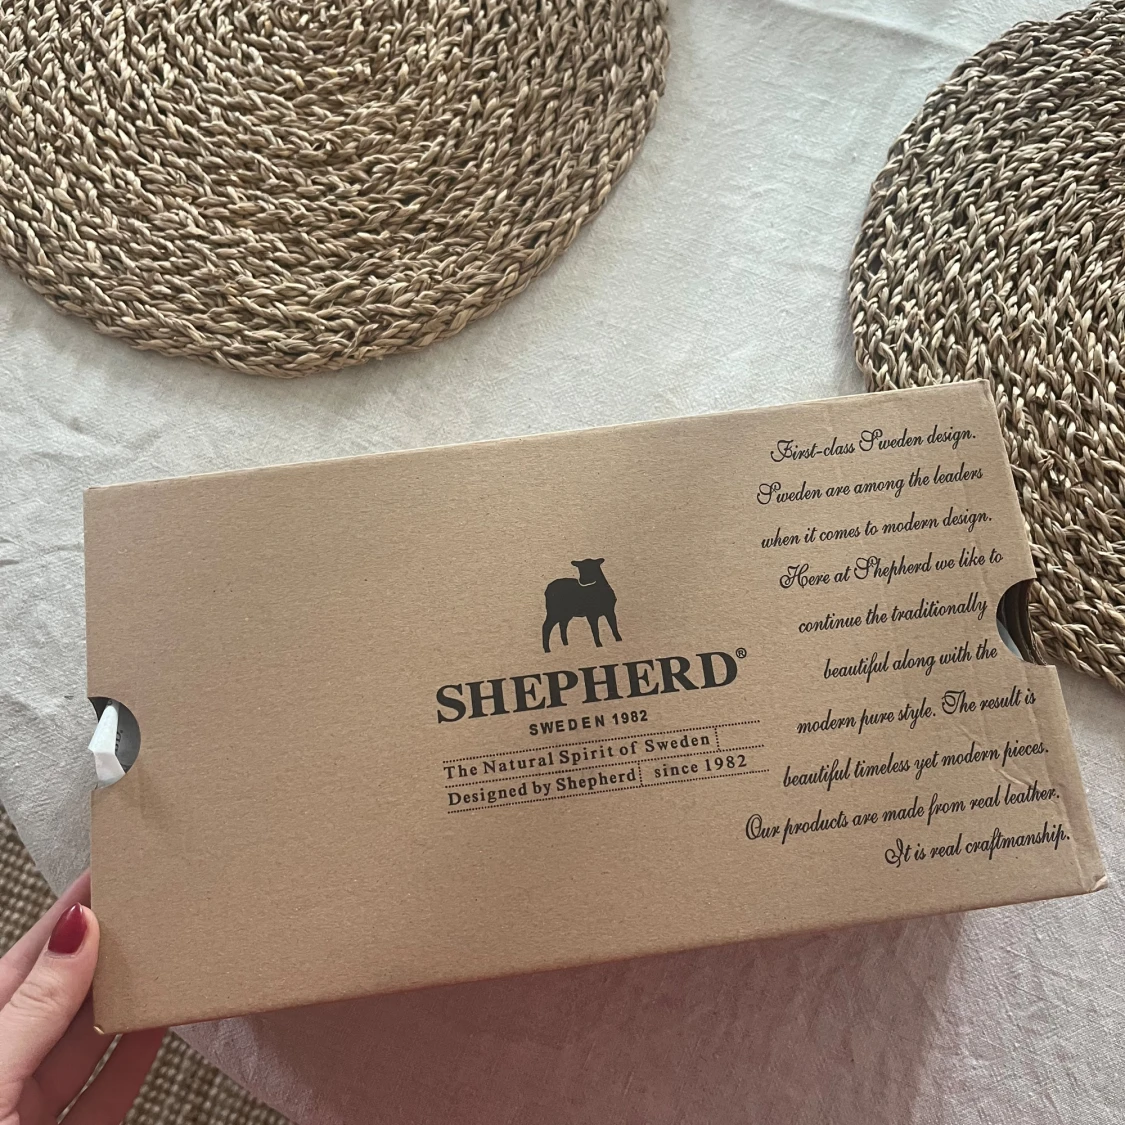 SHEPHERD®
SWEDEN 1982
The Natural Spirit of Sweden
Designed by Shepherd since 1982
First-class Sweden design.
Sweden are among the leaders
when it comes to modern design.
Here at Shepherd we like to
continue the traditionally
beautiful along with the
modern pure style. The result is
beautiful timeless yet modern pieces.
Our products are made from real leather.
It is real craftmanship.